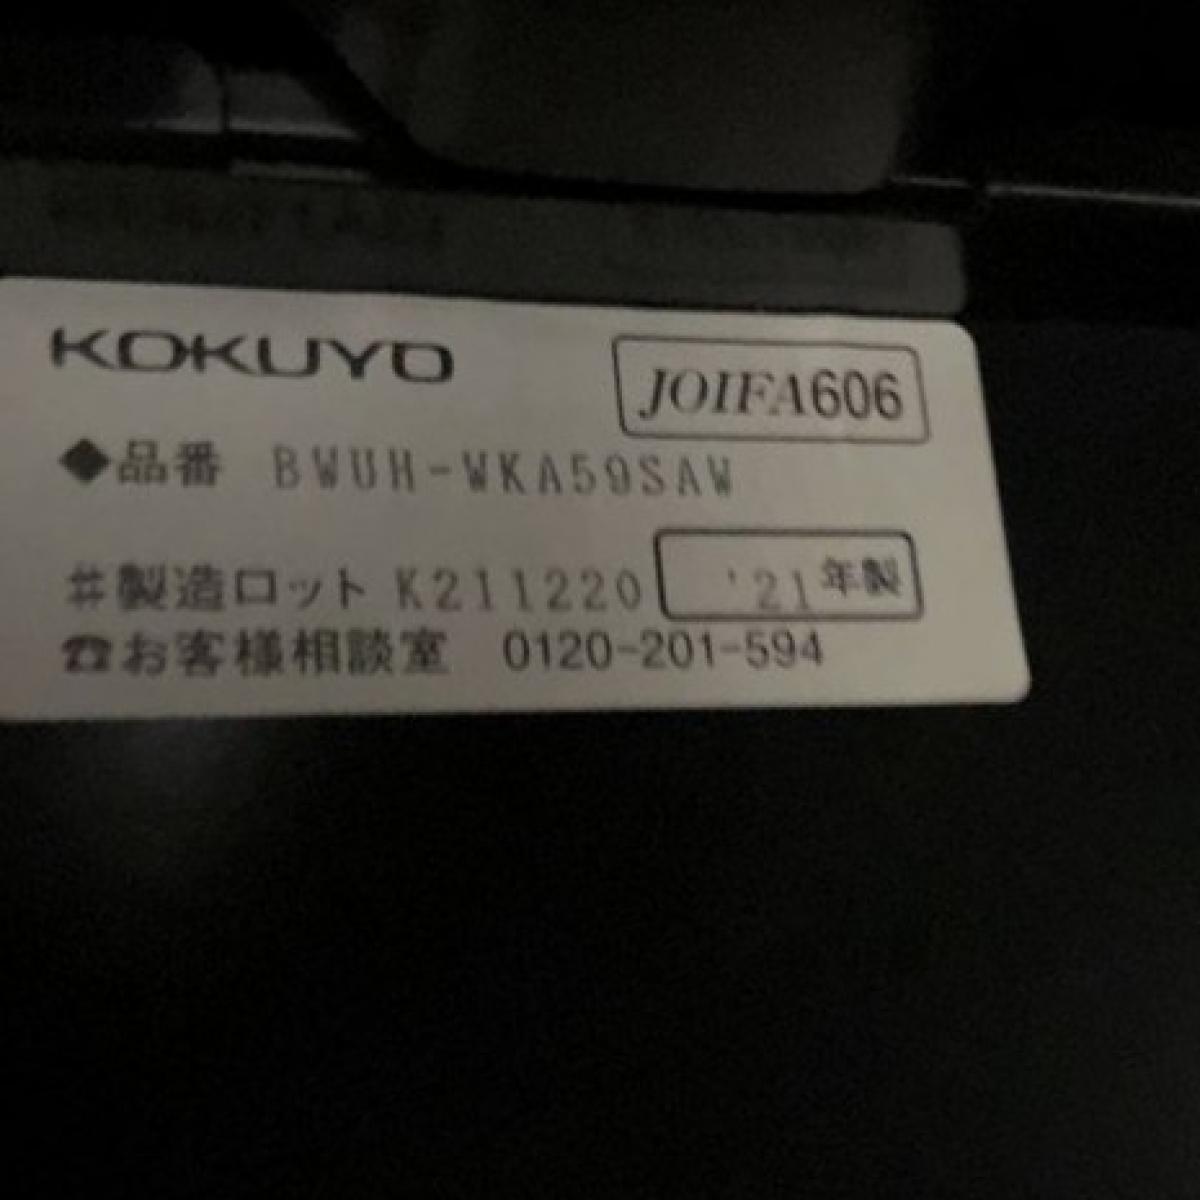 KOKUYO
JOIFA606
◆品番 BWUH-WKA59SAW
#製造ロット K211220 '21年製
☎お客様相談室 0120-201-594